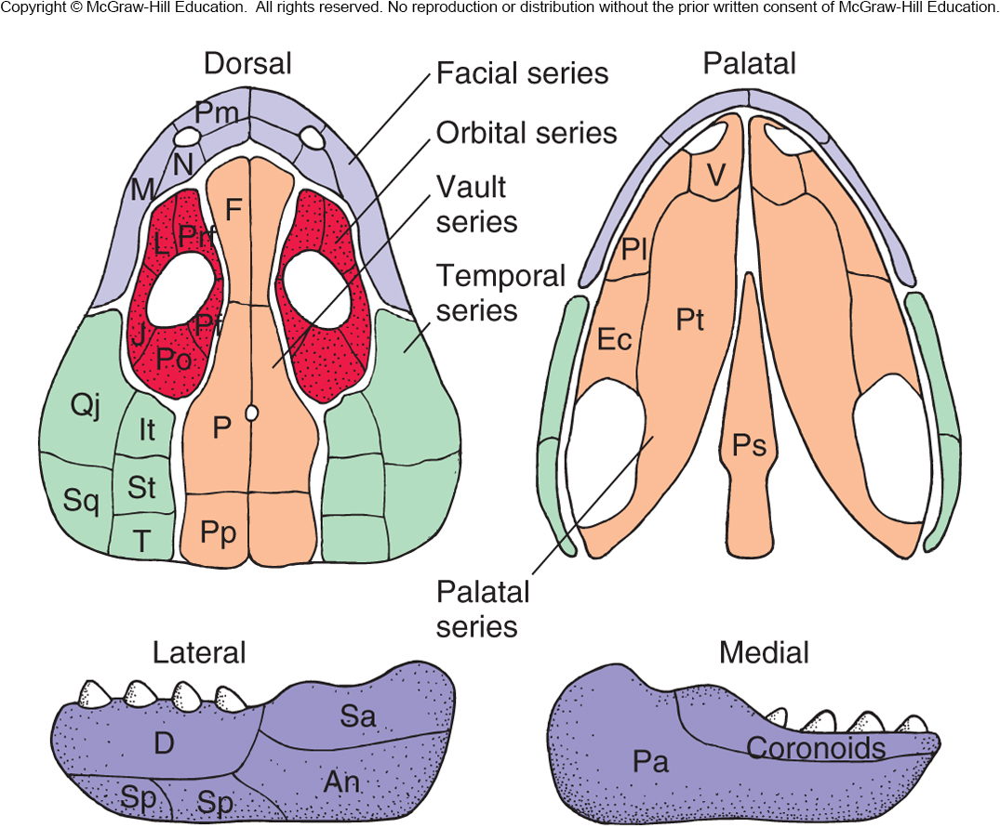 Copyright © McGraw-Hill Education.  All rights reserved. No reproduction or distribution without the prior written consent of McGraw-Hill Education.
Dorsal
Palatal
Facial series
Orbital series
Vault
series
Temporal
series
Palatal
series
Pm
N
M
F
L
Prf
J
Pf
Po
Qj
It
P
Sq
St
T
Pp
V
Pl
Ec
Pt
Ps
Lateral
Medial
D
Sa
An
Sp
Sp
Pa
Coronoids